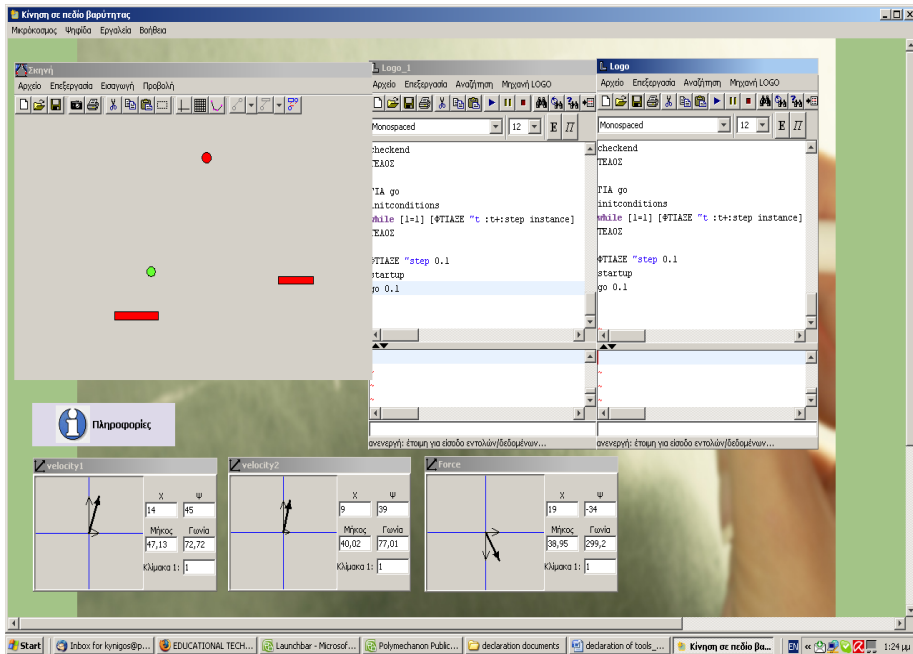 Κίνηση σε πεδίο βαρύτητας
Μικρόκοσμος Ψηφίδα Εργαλεία Βοήθεια
Σκηνή
Αρχείο Επεξεργασία Εισαγωγή Προβολή
Logo_1
Αρχείο Επεξεργασία Αναζήτηση Μηχανή LOGO
Monospaced 12 Ε Π
checkend
ΤΕΛΟΣ
ΓΙΑ go
initconditions
while [1=1] [ΦΤΙΑΞΕ "t :t+:step instance]
ΤΕΛΟΣ
ΦΤΙΑΞΕ "step 0.1
startup
go 0.1
~
~
~
ανενεργή: έτοιμη για είσοδο εντολών/δεδομένων...
Logo
Αρχείο Επεξεργασία Αναζήτηση Μηχανή LOGO
Monospaced 12 Ε Π
checkend
ΤΕΛΟΣ
ΓΙΑ go
initconditions
while [1=1] [ΦΤΙΑΞΕ "t :t+:step instance]
ΤΕΛΟΣ
ΦΤΙΑΞΕ "step 0.1
startup
go 0.1
~
~
~
ανενεργή: έτοιμη για είσοδο εντολών/δεδομένων...
Πληροφορίες
velocity1
Χ Ψ
14 45
Μήκος Γωνία
47,13 72,72
Κλίμακα 1: 1
velocity2
Χ Ψ
9 39
Μήκος Γωνία
40,02 77,01
Κλίμακα 1: 1
Force
Χ Ψ
19 -34
Μήκος Γωνία
38,95 299,2
Κλίμακα 1: 1
Start Inbox for kynigos@p... EDUCATIONAL TECH... Launchbar - Microsof... Polymechanon Public... declaration documents declaration of tools_... Κίνηση σε πεδίο βα... EN « 1:24 μμ